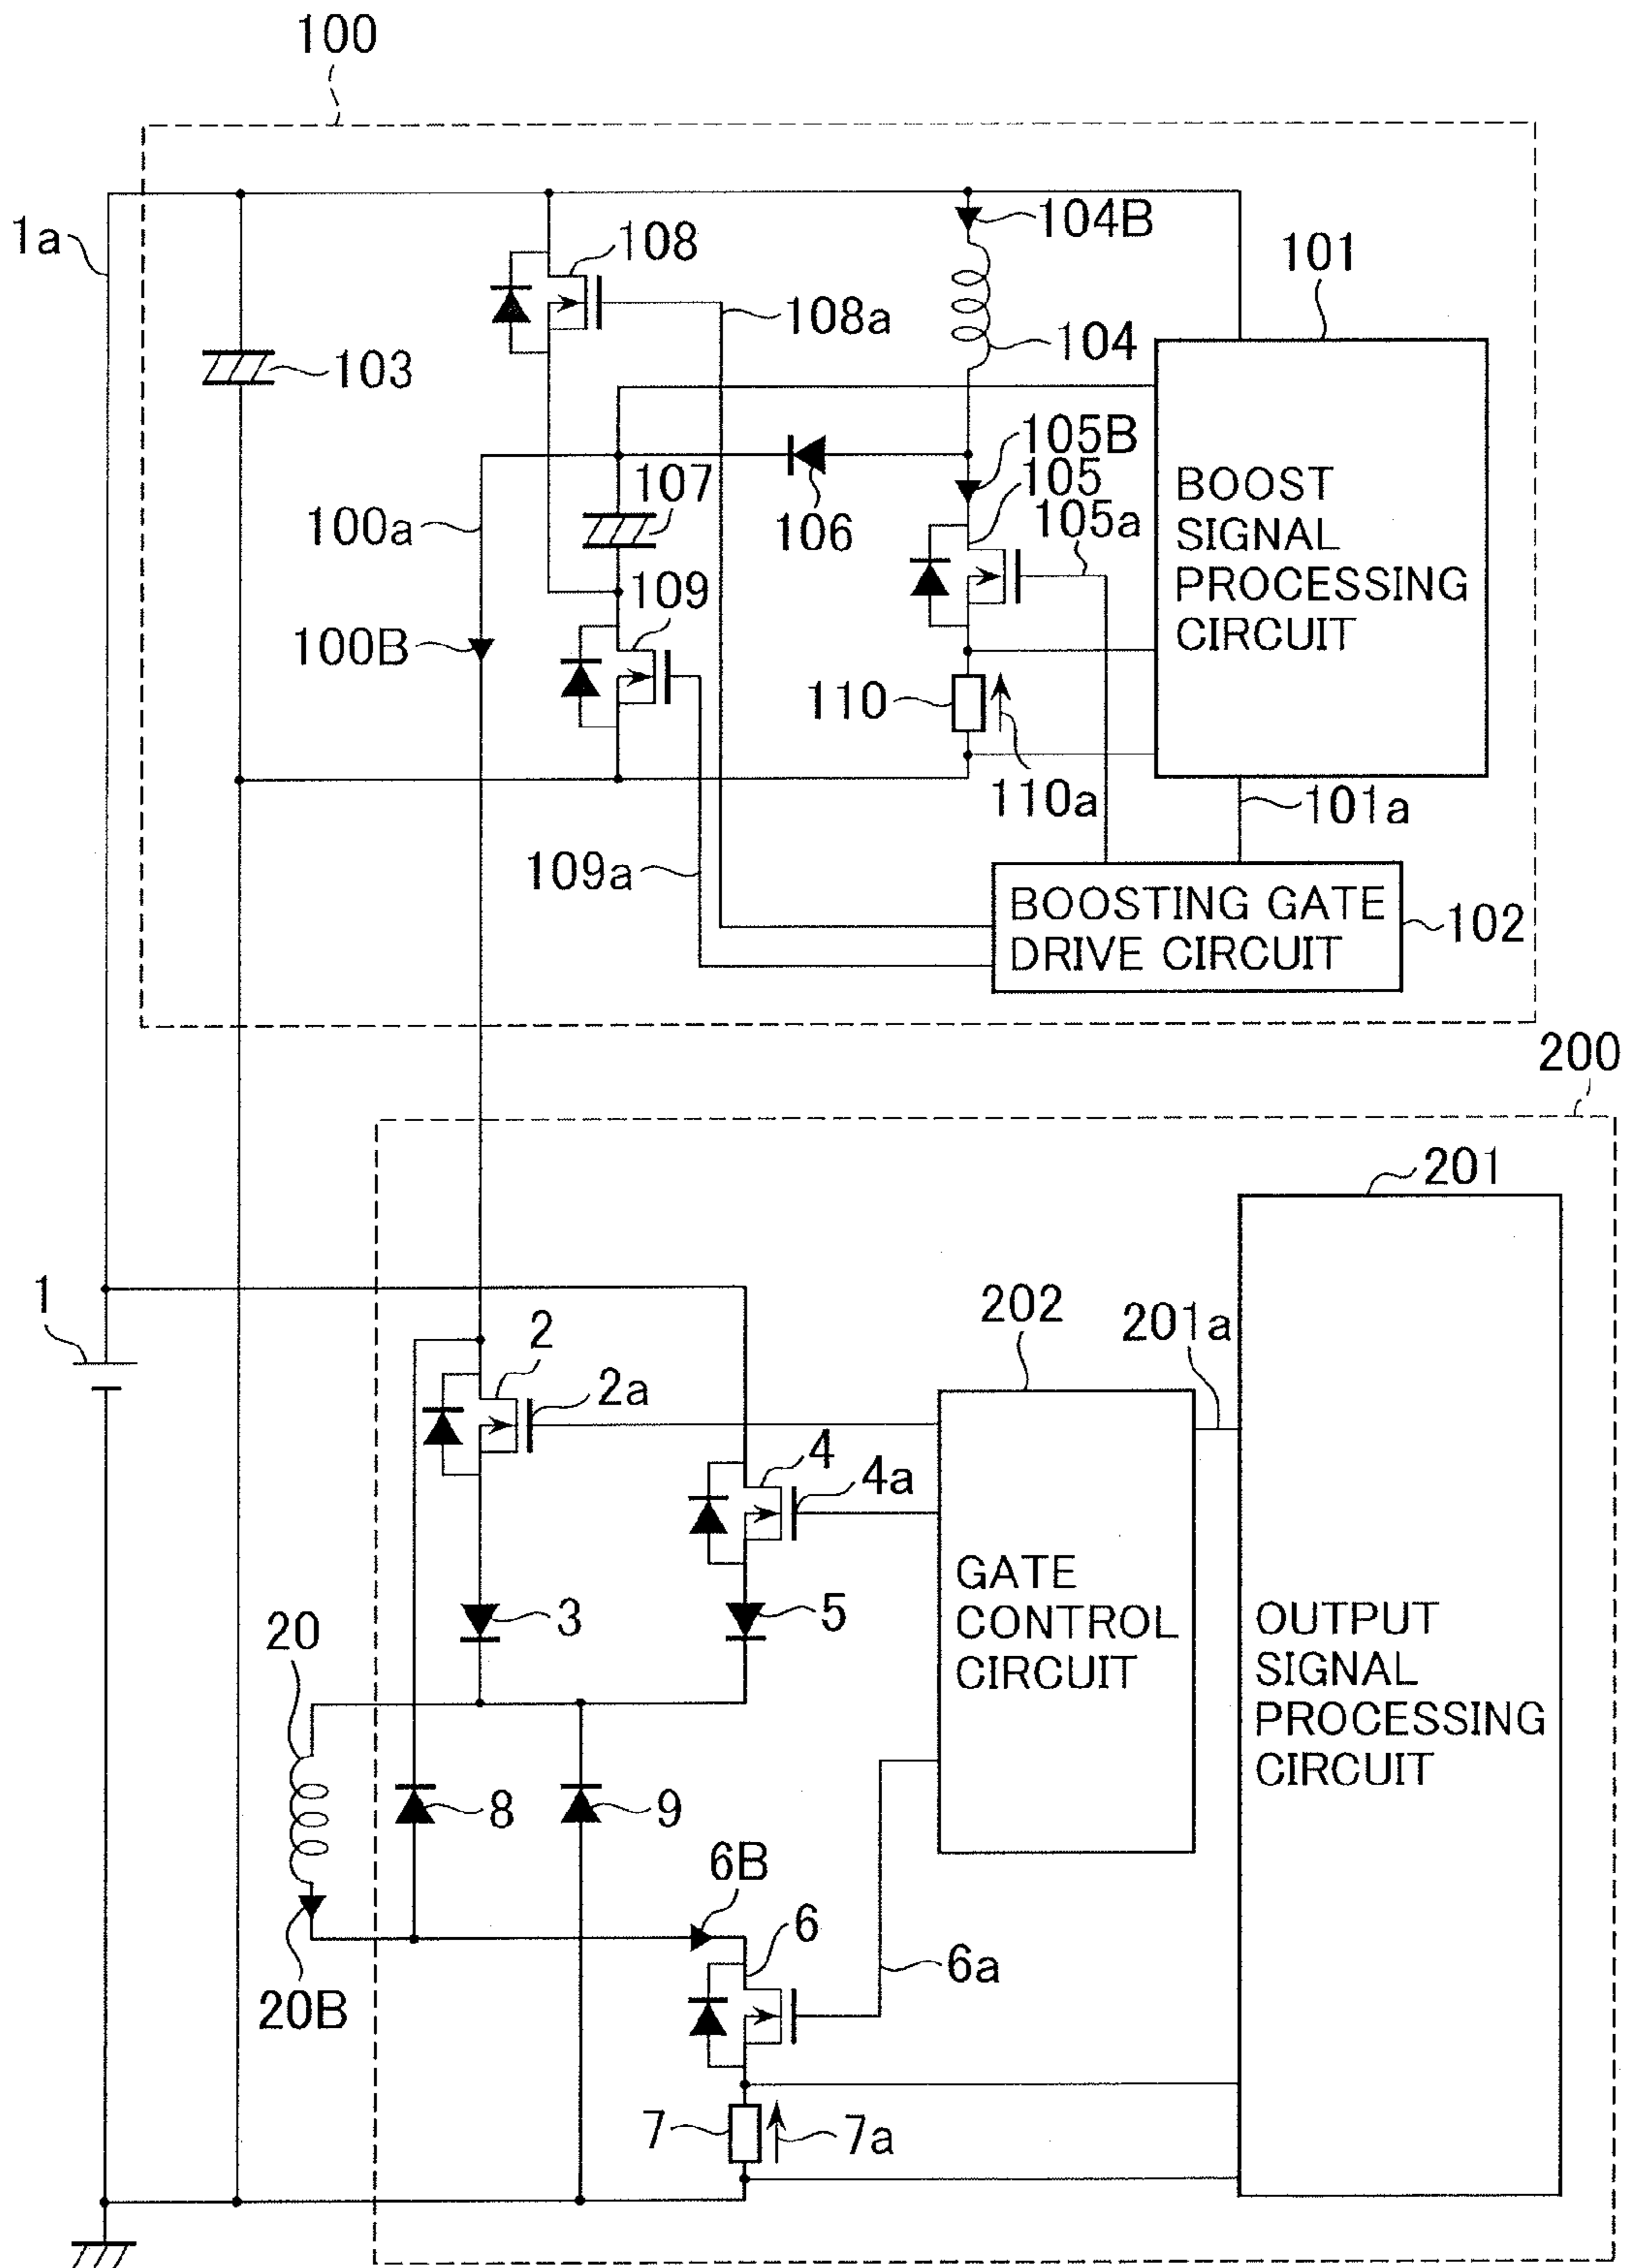 100
1a
108
104B
101
108a
104
103
105B
105
105a
107
106
100a
109
100B
110
110a
101a
109a
BOOST
SIGNAL
PROCESSING
CIRCUIT
BOOSTING GATE
DRIVE CIRCUIT
102
200
201
1
2
202
201a
2a
4
4a
3
5
GATE
CONTROL
CIRCUIT
OUTPUT
SIGNAL
PROCESSING
CIRCUIT
20
8
9
6B
6
6a
20B
7
7a